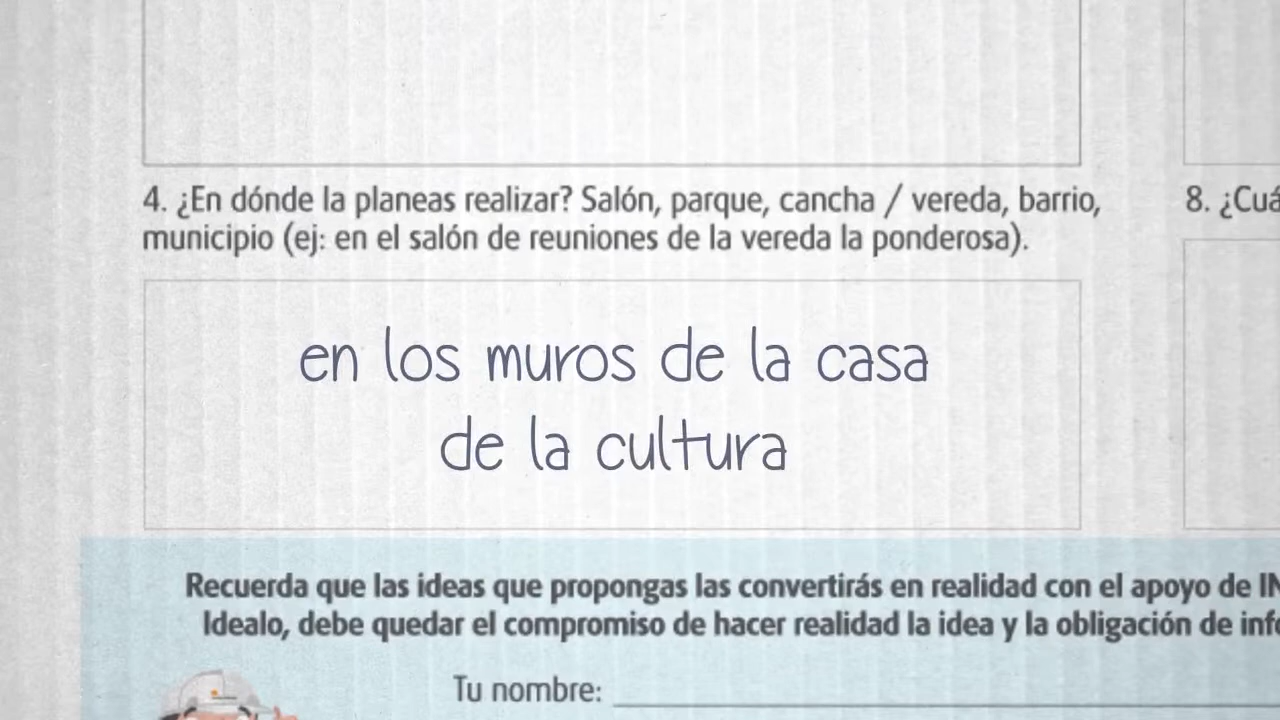 4. ¿En dónde la planeas realizar? Salón, parque, cancha / vereda, barrio,
municipio (ej: en el salón de reuniones de la vereda la ponderosa).
en los muros de la casa
de la cultura
8.
Recuerda que las ideas que propongas las convertirás en realidad con el apoyo de
Idealo, debe quedar el compromiso de hacer realidad la idea y la obligación de
Tu nombre: